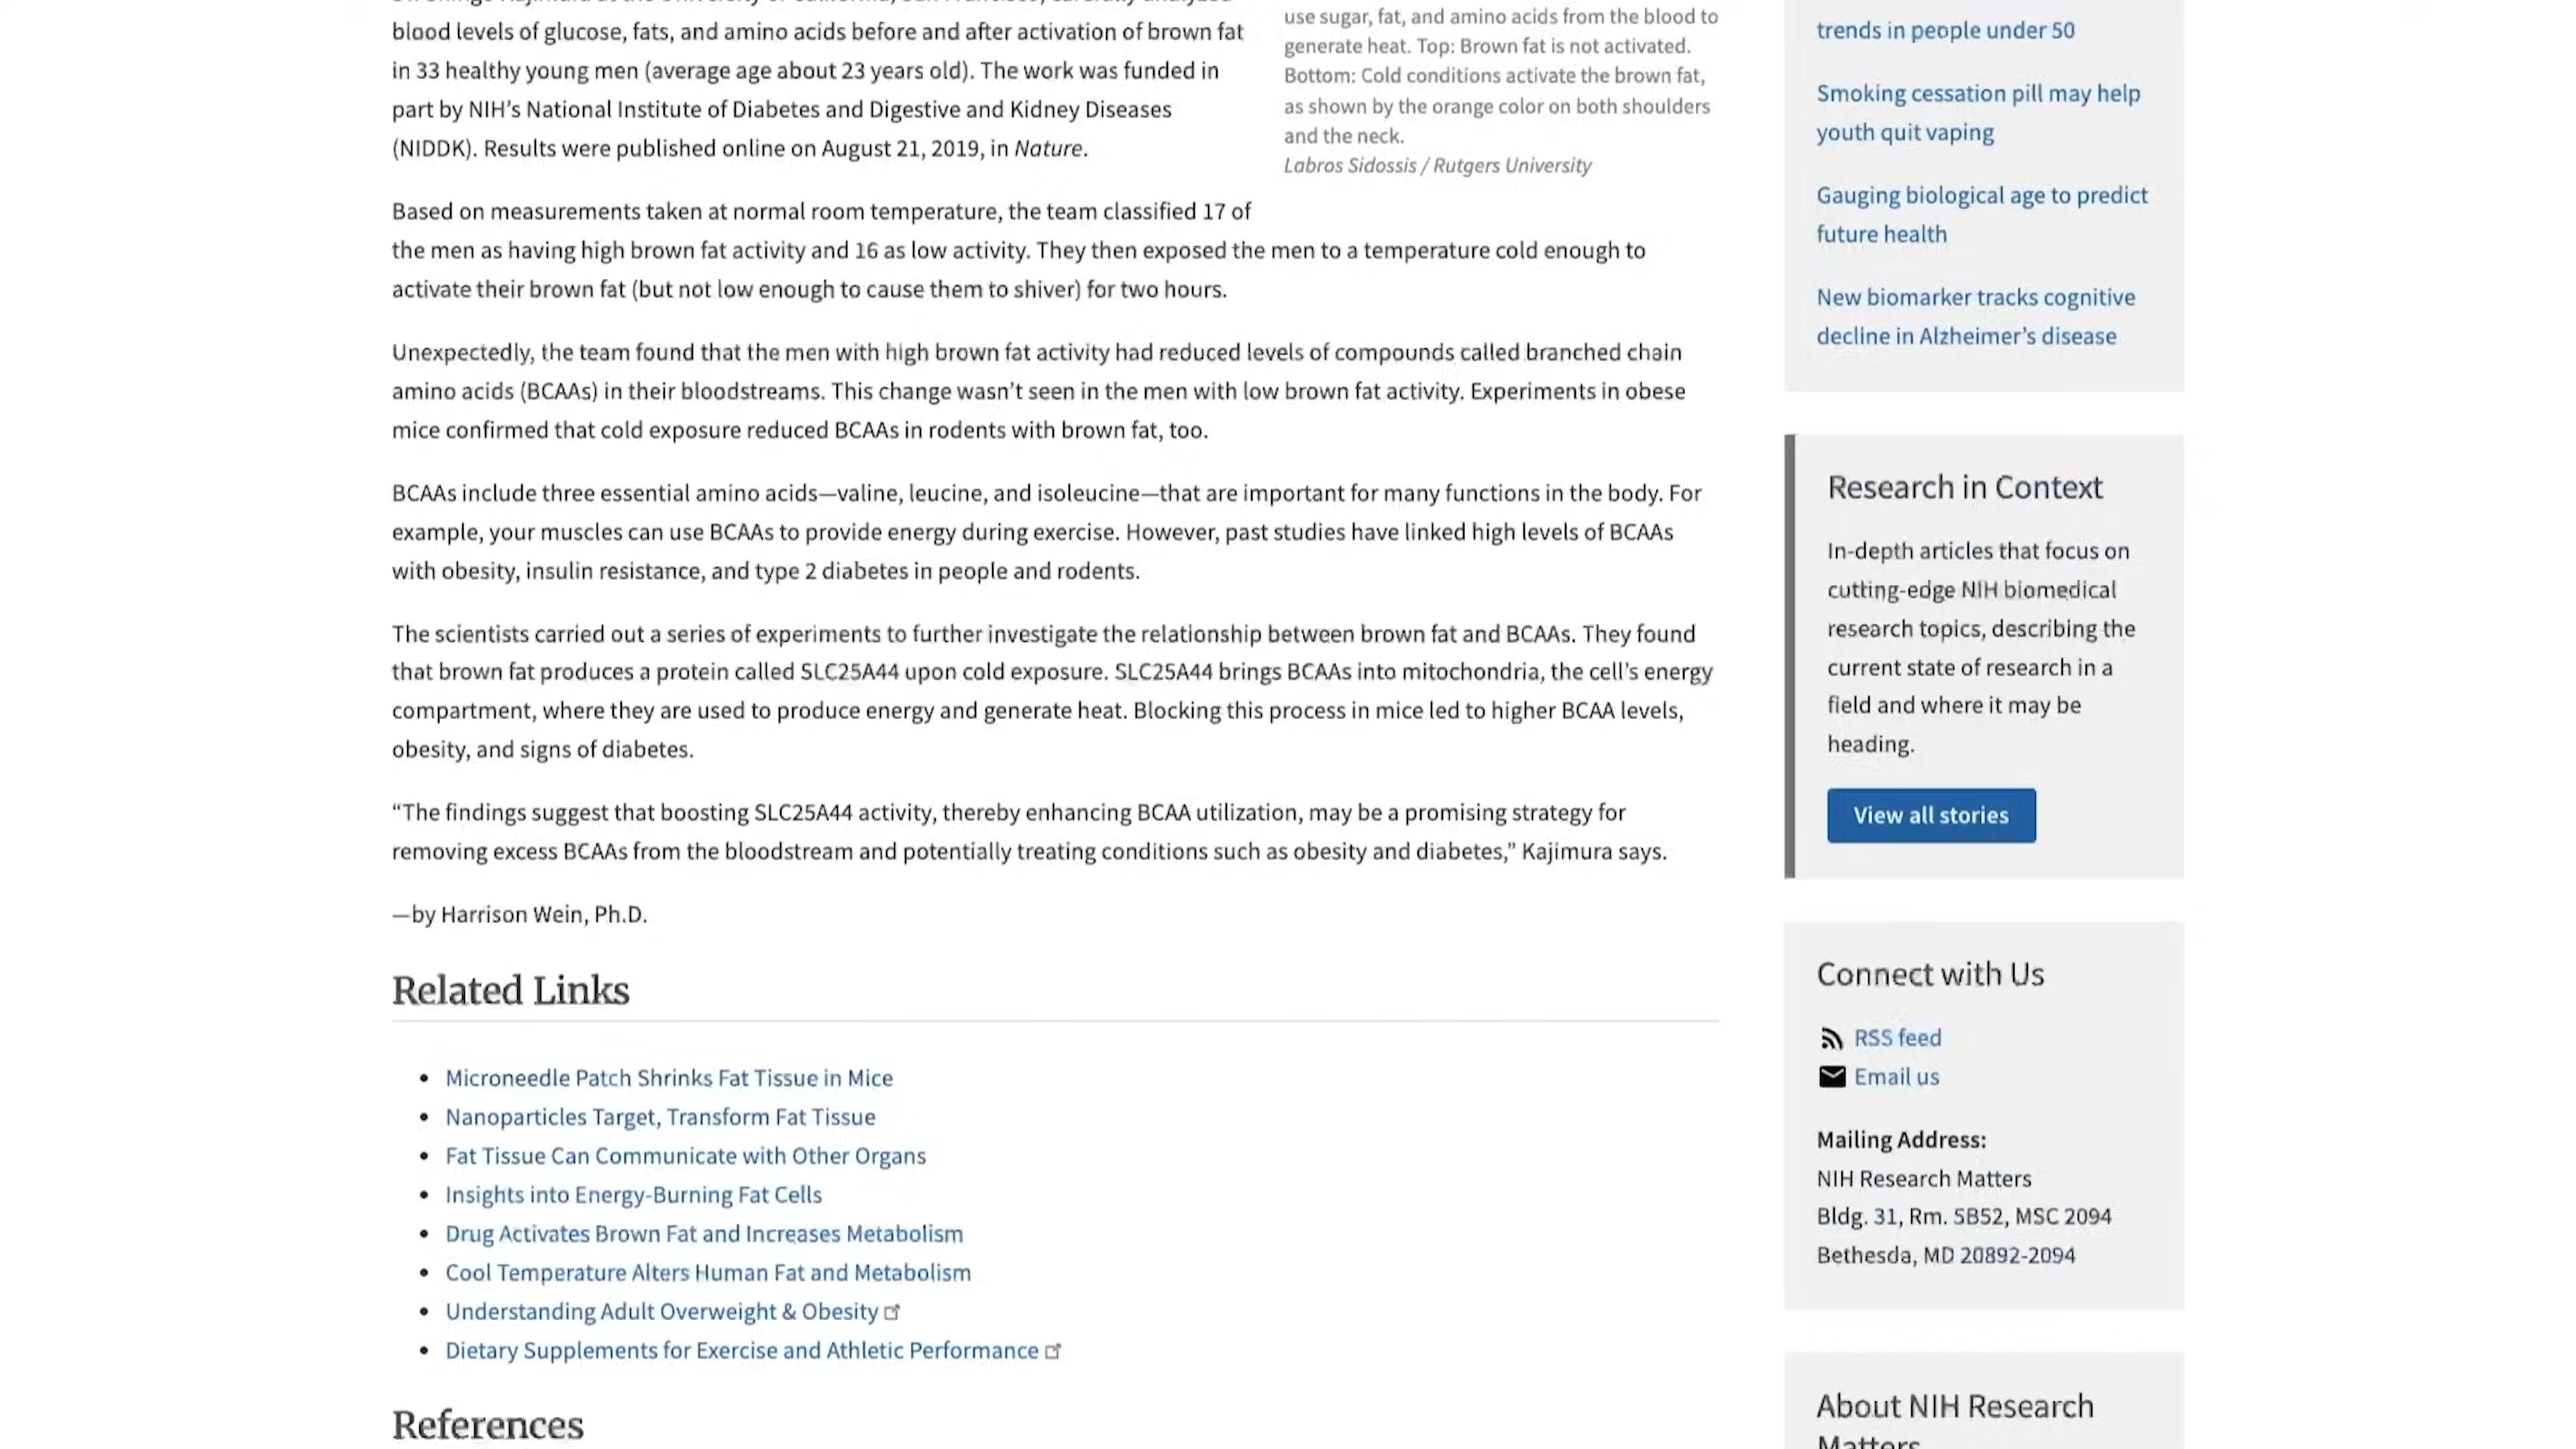 blood levels of glucose, fats, and amino acids before and after activation of brown fat
in 33 healthy young men (average age about 23 years old). The work was funded in
part by NIH’s National Institute of Diabetes and Digestive and Kidney Diseases
(NIDDK). Results were published online on August 21, 2019, in Nature.
use sugar, fat, and amino acids from the blood to
generate heat. Top: Brown fat is not activated.
Bottom: Cold conditions activate the brown fat,
as shown by the orange color on both shoulders
and the neck.
Labros Sidossis / Rutgers University
Based on measurements taken at normal room temperature, the team classified 17 of
the men as having high brown fat activity and 16 as low activity. They then exposed the men to a temperature cold enough to
activate their brown fat (but not low enough to cause them to shiver) for two hours.
Unexpectedly, the team found that the men with high brown fat activity had reduced levels of compounds called branched chain
amino acids (BCAAs) in their bloodstreams. This change wasn’t seen in the men with low brown fat activity. Experiments in obese
mice confirmed that cold exposure reduced BCAAs in rodents with brown fat, too.
BCAAs include three essential amino acids—valine, leucine, and isoleucine—that are important for many functions in the body. For
example, your muscles can use BCAAs to provide energy during exercise. However, past studies have linked high levels of BCAAs
with obesity, insulin resistance, and type 2 diabetes in people and rodents.
The scientists carried out a series of experiments to further investigate the relationship between brown fat and BCAAs. They found
that brown fat produces a protein called SLC25A44 upon cold exposure. SLC25A44 brings BCAAs into mitochondria, the cell’s energy
compartment, where they are used to produce energy and generate heat. Blocking this process in mice led to higher BCAA levels,
obesity, and signs of diabetes.
“The findings suggest that boosting SLC25A44 activity, thereby enhancing BCAA utilization, may be a promising strategy for
removing excess BCAAs from the bloodstream and potentially treating conditions such as obesity and diabetes,” Kajimura says.
—by Harrison Wein, Ph.D.
Related Links
• Microneedle Patch Shrinks Fat Tissue in Mice
• Nanoparticles Target, Transform Fat Tissue
• Fat Tissue Can Communicate with Other Organs
• Insights into Energy-Burning Fat Cells
• Drug Activates Brown Fat and Increases Metabolism
• Cool Temperature Alters Human Fat and Metabolism
• Understanding Adult Overweight & Obesity
• Dietary Supplements for Exercise and Athletic Performance
References
trends in people under 50
Smoking cessation pill may help
youth quit vaping
Gauging biological age to predict
future health
New biomarker tracks cognitive
decline in Alzheimer’s disease
Research in Context
In-depth articles that focus on
cutting-edge NIH biomedical
research topics, describing the
current state of research in a
field and where it may be
heading.
View all stories
Connect with Us
RSS feed
Email us
Mailing Address:
NIH Research Matters
Bldg. 31, Rm. 5B52, MSC 2094
Bethesda, MD 20892-2094
About NIH Research
Matters